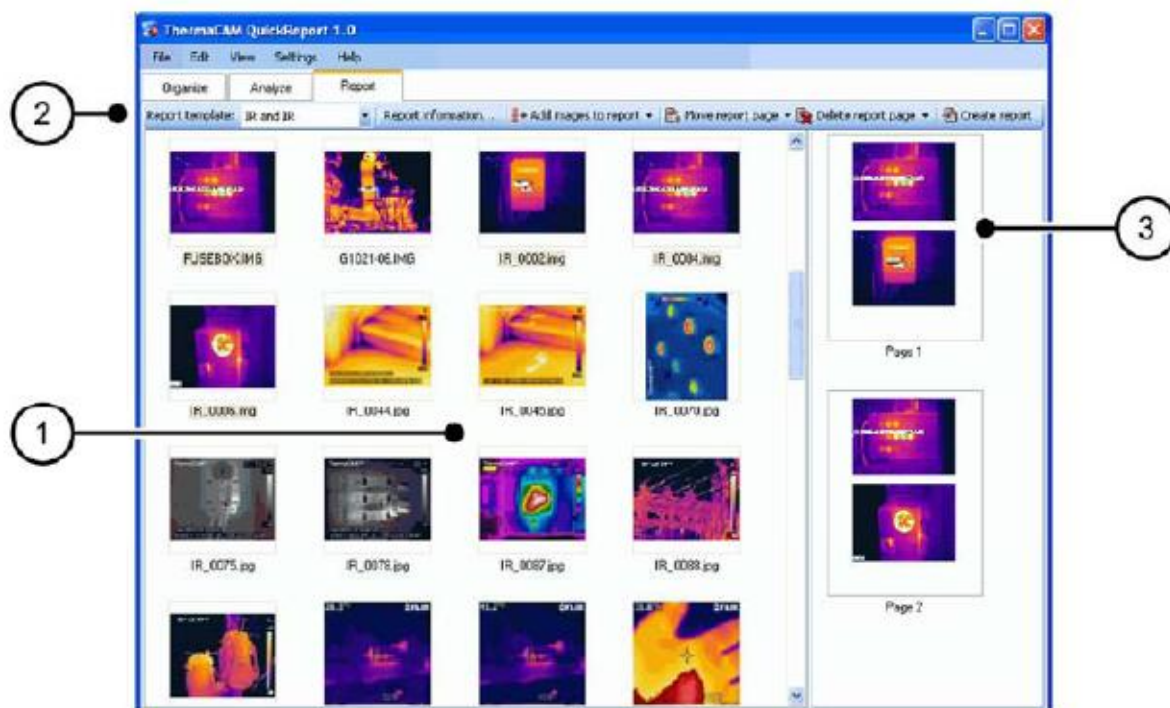 ThermaCAM QuickReport 1.0
File Edit View Settings Help
Organize Analyze Report
2
Report template: IR and IR Report information... Add images to report Move report page Delete report page Create report
3
FUSEBOX.IMG G1021-06.IMG IR_0002.img IR_0004.img
Page 1
IR_0006.img IR_0044.jpg IR_0045.jpg IR_0070.jpg
1
ThermaCAM ThermaCAM
IR_0075.jpg IR_0078.jpg IR_0087.jpg IR_0088.jpg
Page 2